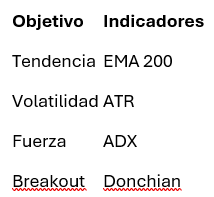 Objetivo Indicadores
Tendencia EMA 200
Volatilidad ATR
Fuerza ADX
Breakout Donchian